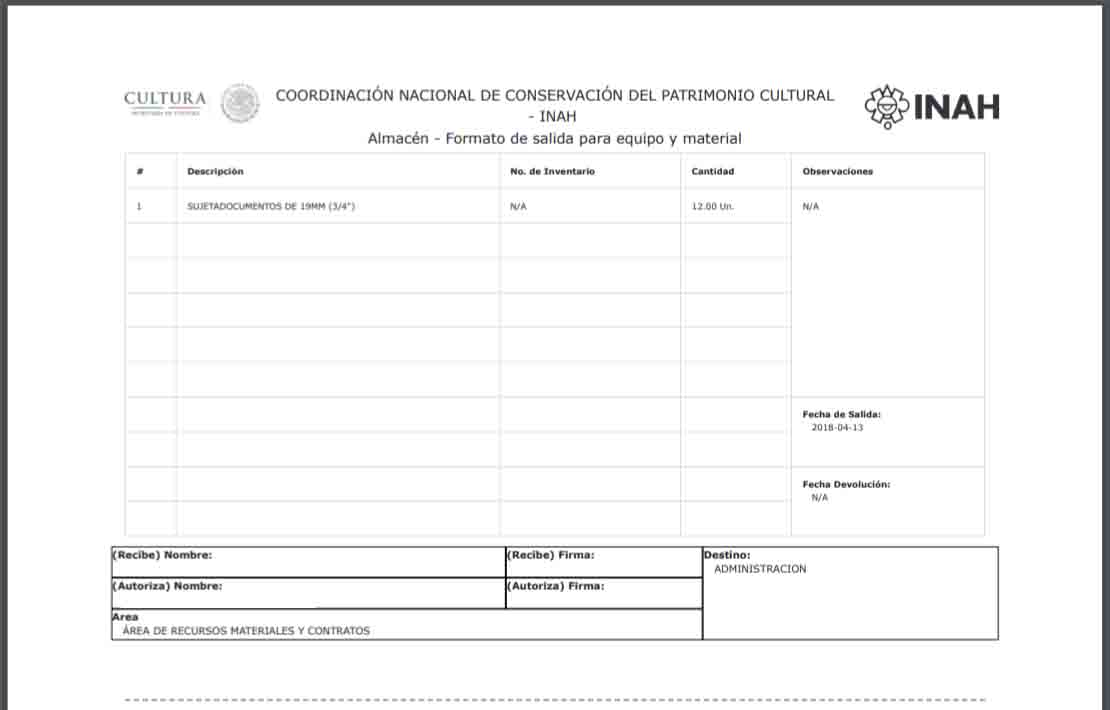 CULTURA
SECRETARÍA DE CULTURA
COORDINACIÓN NACIONAL DE CONSERVACIÓN DEL PATRIMONIO CULTURAL
- INAH
Almacén - Formato de salida para equipo y material
INAH
# Descripción No. de Inventario Cantidad Observaciones
1 SUJETADOCUMENTOS DE 19MM (3/4") N/A 12.00 Un. N/A
Fecha de Salida:
2018-04-13
Fecha Devolución:
N/A
(Recibe) Nombre: (Recibe) Firma: Destino:
ADMINISTRACION
(Autoriza) Nombre: (Autoriza) Firma:
Area
ÁREA DE RECURSOS MATERIALES Y CONTRATOS